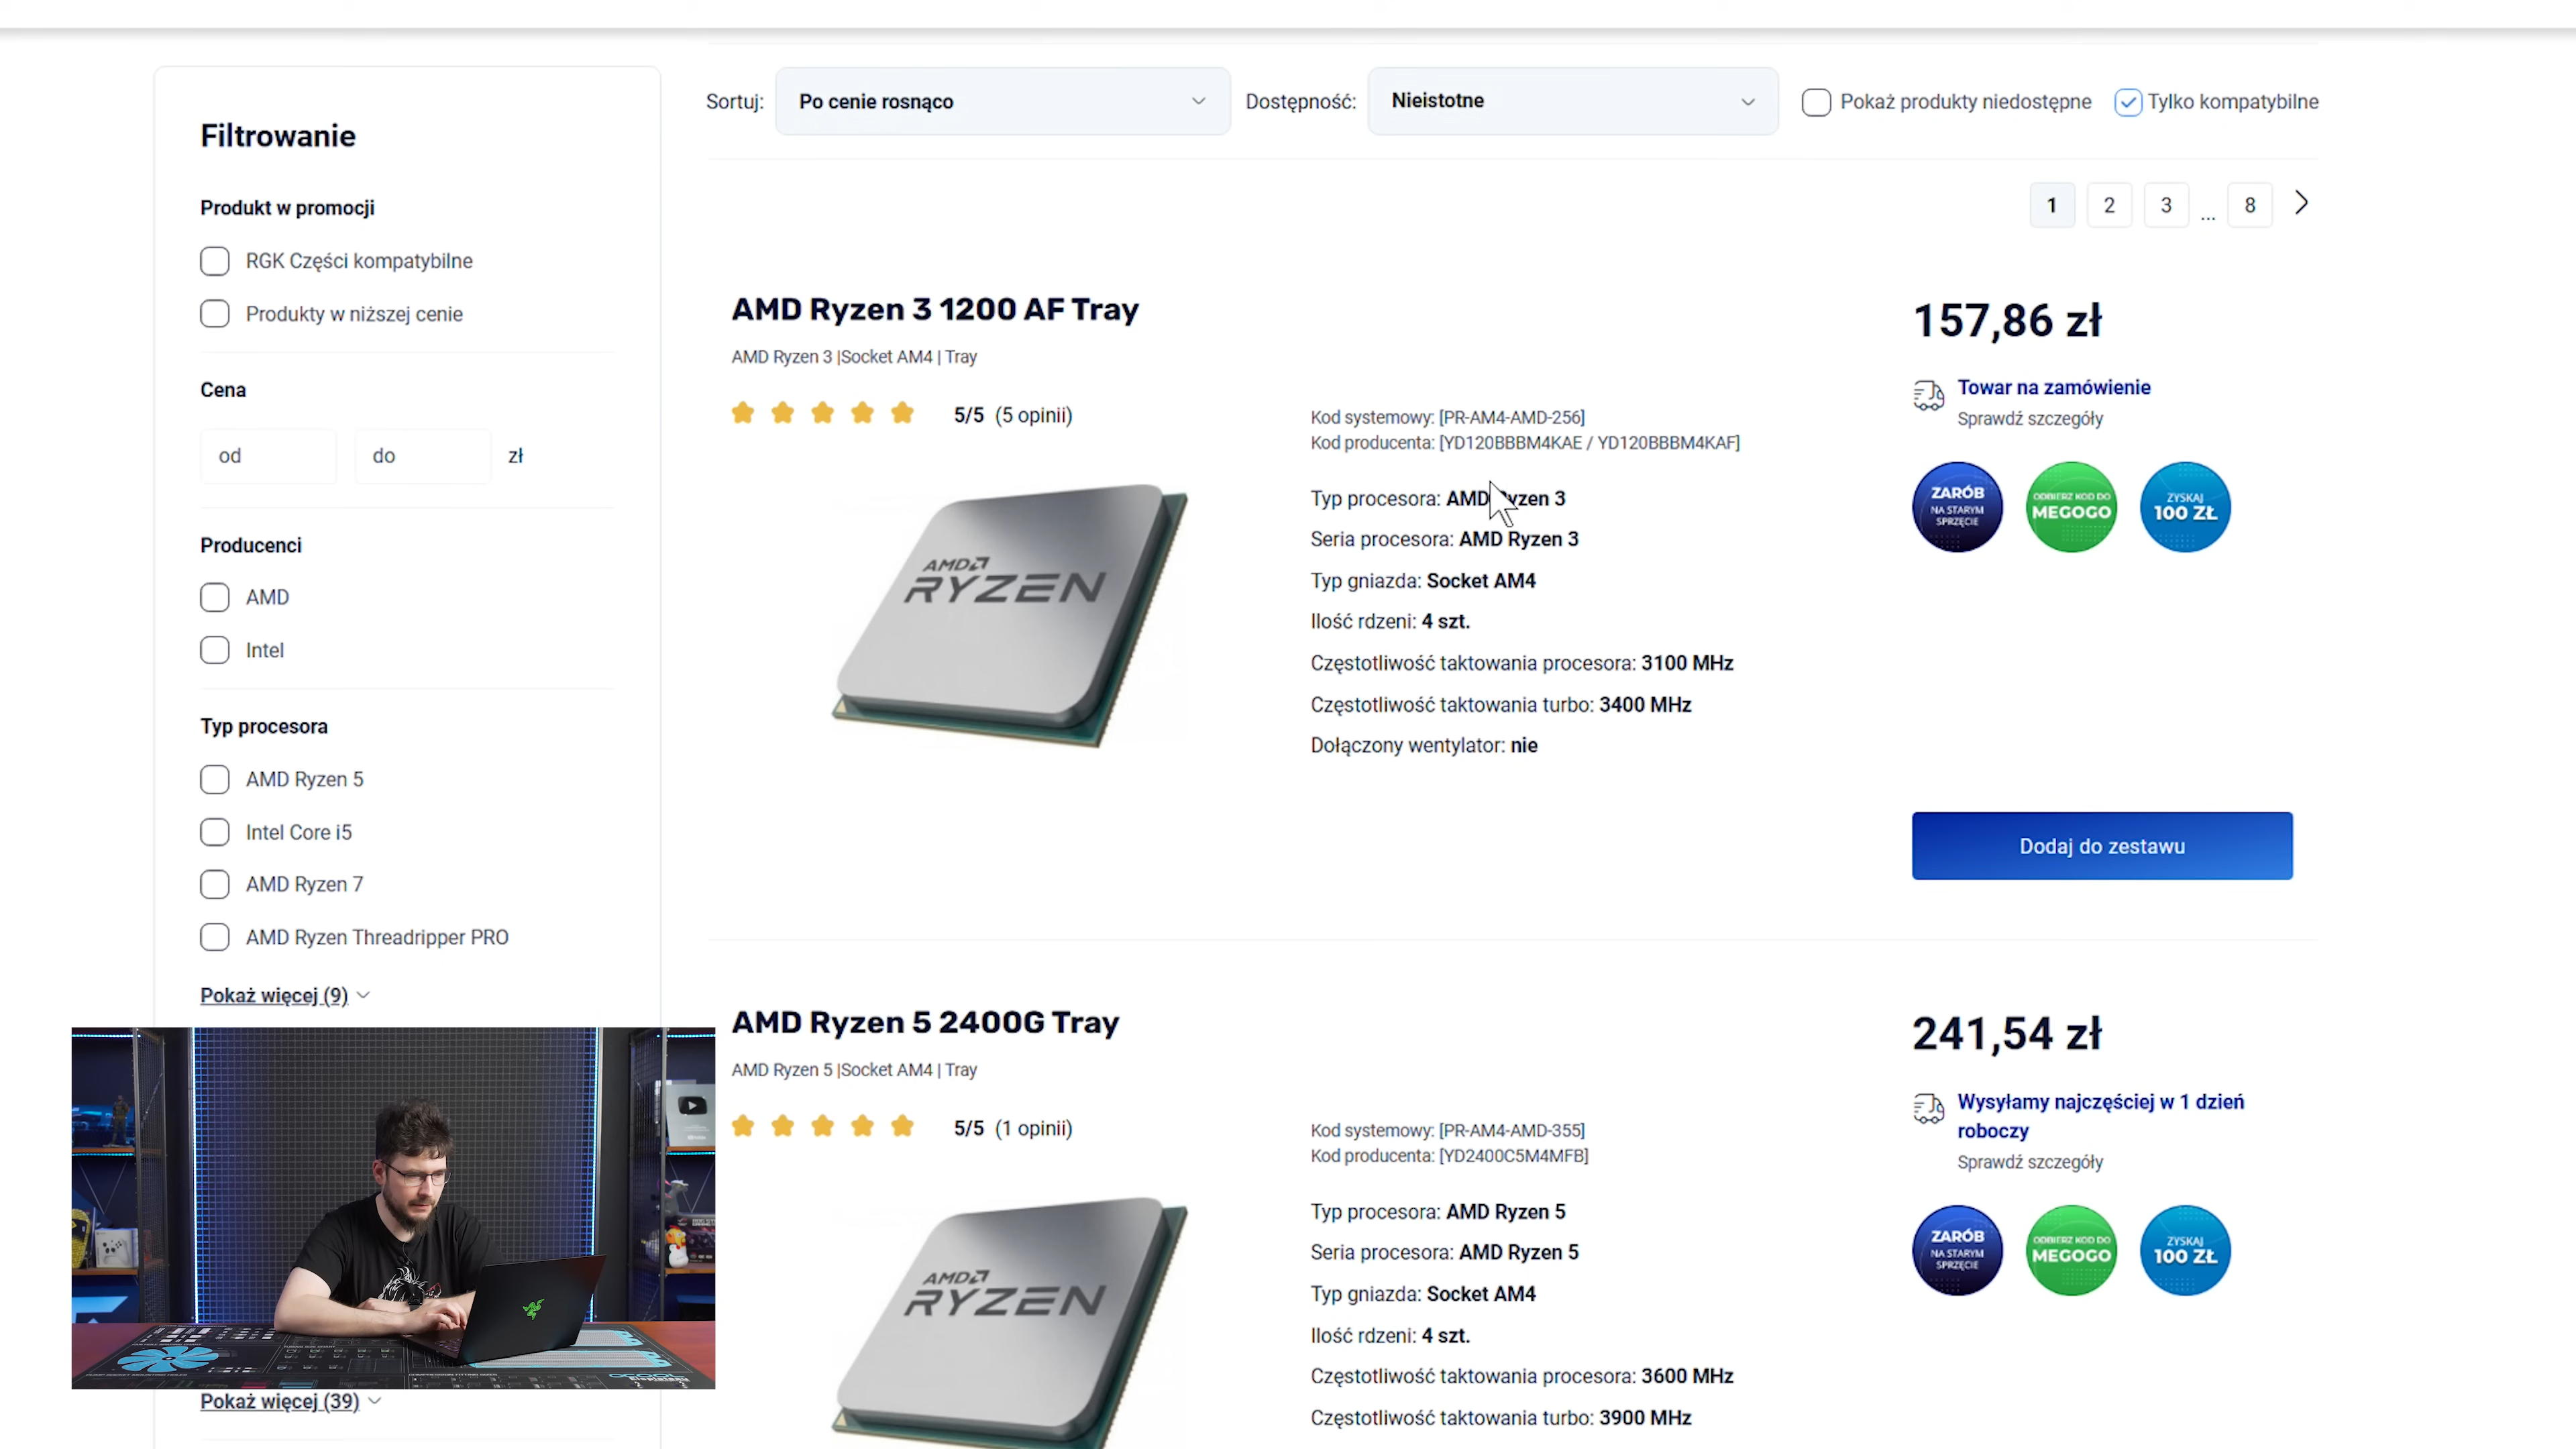 Sortuj:
Po cenie rosnąco
Dostępność:
Nieistotne
Pokaż produkty niedostępne
Tylko kompatybilne
Filtrowanie
Produkt w promocji
RGK Części kompatybilne
Produkty w niższej cenie
Cena
od
do
zł
Producenci
AMD
Intel
Typ procesora
AMD Ryzen 5
Intel Core i5
AMD Ryzen 7
AMD Ryzen Threadripper PRO
Pokaż więcej (9)
Pokaż więcej (39)
1
2
3
...
8
AMD Ryzen 3 1200 AF Tray
AMD Ryzen 3 |Socket AM4 | Tray
5/5 (5 opinii)
AMD
RYZEN
Kod systemowy: [PR-AM4-AMD-256]
Kod producenta: [YD120BBBM4KAE / YD120BBBM4KAF]
Typ procesora: AMD Ryzen 3
Seria procesora: AMD Ryzen 3
Typ gniazda: Socket AM4
Ilość rdzeni: 4 szt.
Częstotliwość taktowania procesora: 3100 MHz
Częstotliwość taktowania turbo: 3400 MHz
Dołączony wentylator: nie
157,86 zł
Towar na zamówienie
Sprawdź szczegóły
ZARÓB
NA STARYM
SPRZĘCIE
ODBIERZ KOD DO
MEGOGO
ZYSKAJ
100 ZŁ
Dodaj do zestawu
AMD Ryzen 5 2400G Tray
AMD Ryzen 5 |Socket AM4 | Tray
5/5 (1 opinii)
AMD
RYZEN
Kod systemowy: [PR-AM4-AMD-355]
Kod producenta: [YD2400C5M4MFB]
Typ procesora: AMD Ryzen 5
Seria procesora: AMD Ryzen 5
Typ gniazda: Socket AM4
Ilość rdzeni: 4 szt.
Częstotliwość taktowania procesora: 3600 MHz
Częstotliwość taktowania turbo: 3900 MHz
241,54 zł
Wysyłamy najczęściej w 1 dzień
roboczy
Sprawdź szczegóły
ZARÓB
NA STARYM
SPRZĘCIE
ODBIERZ KOD DO
MEGOGO
ZYSKAJ
100 ZŁ